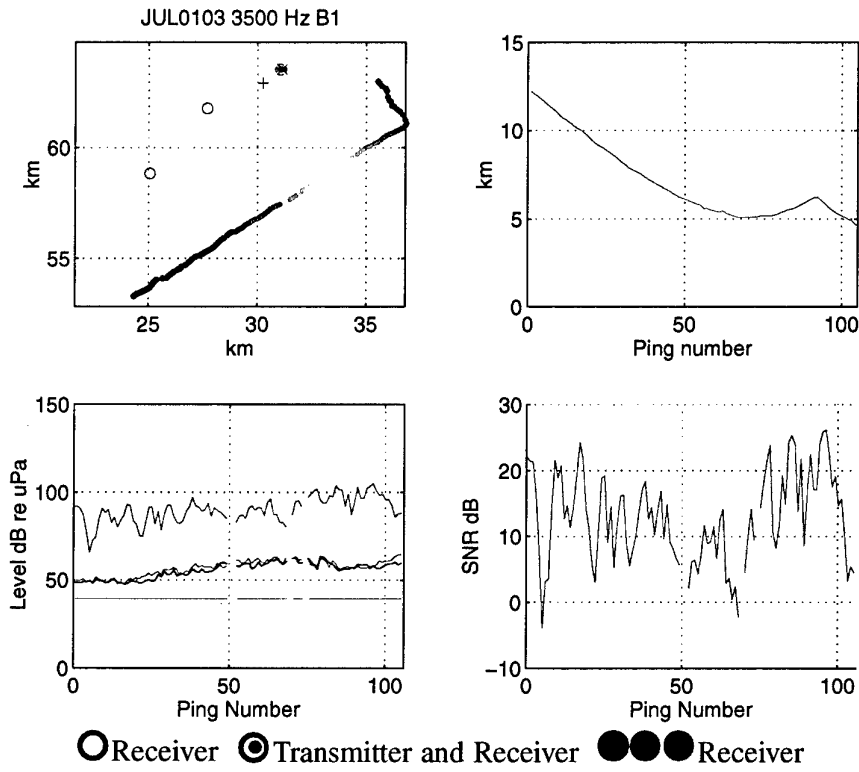 JUL0103 3500 Hz B1
km
60
55
25
30
35
km
km
15
10
5
0
0
50
100
Ping number
Level dB re uPa
150
100
50
0
0
50
100
Ping Number
SNR dB
30
20
10
0
−10
0
50
100
Ping Number
Receiver Transmitter and Receiver Receiver